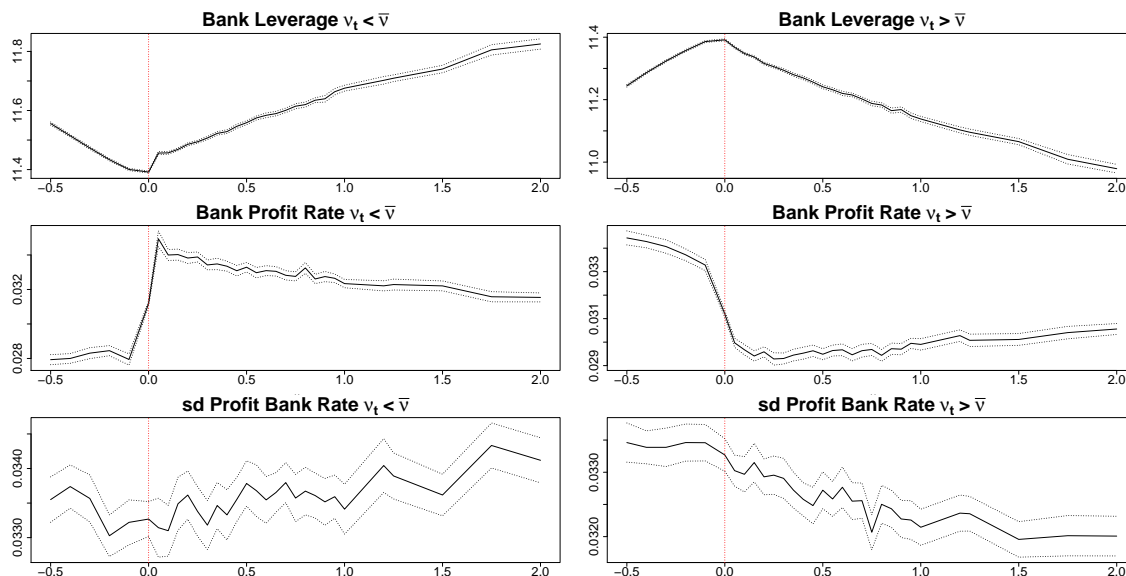 Bank Leverage νt < ν̄
11.4 11.6 11.8
−0.5 0.0 0.5 1.0 1.5 2.0
Bank Leverage νt > ν̄
11.0 11.2 11.4
−0.5 0.0 0.5 1.0 1.5 2.0
Bank Profit Rate νt < ν̄
0.028 0.032
−0.5 0.0 0.5 1.0 1.5 2.0
Bank Profit Rate νt > ν̄
0.029 0.031 0.033
−0.5 0.0 0.5 1.0 1.5 2.0
sd Profit Bank Rate νt < ν̄
0.0330 0.0340
−0.5 0.0 0.5 1.0 1.5 2.0
sd Profit Bank Rate νt > ν̄
0.0320 0.0330
−0.5 0.0 0.5 1.0 1.5 2.0